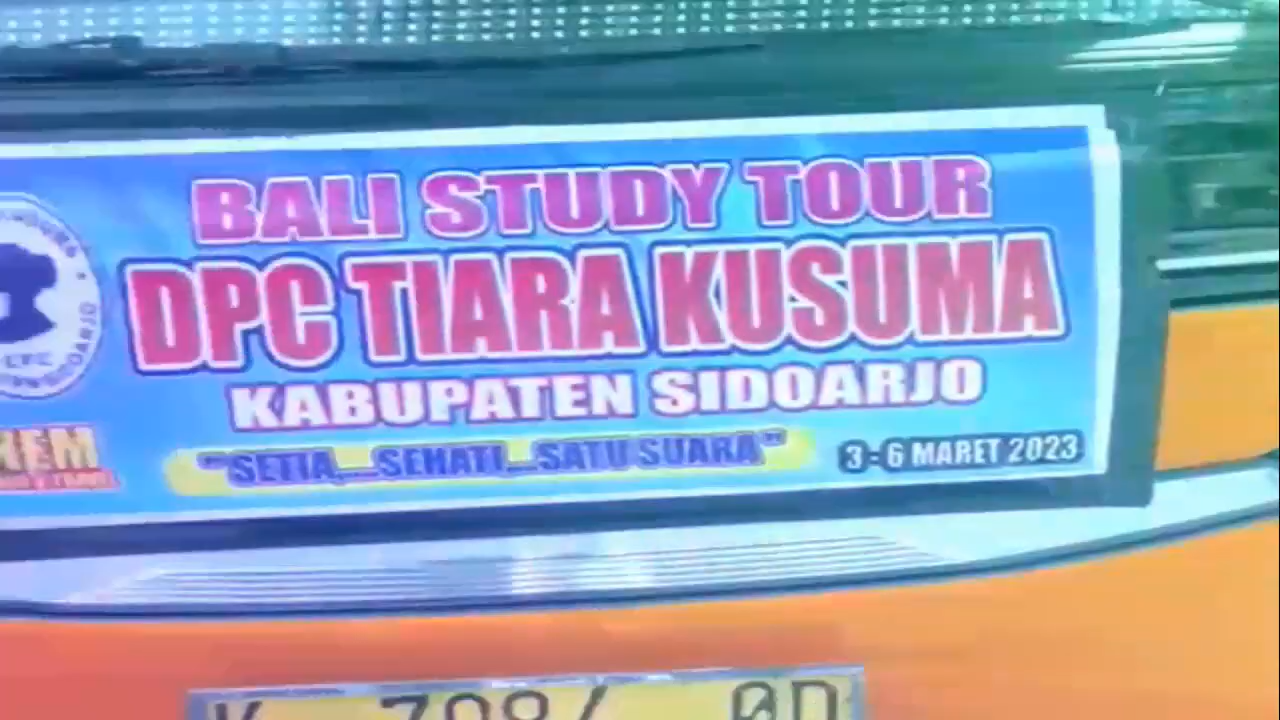 BALI STUDY TOUR
DPC TIARA KUSUMA
KABUPATEN SIDOARJO
"SETIA,....SEHATI,...SATU SUARA"
3 - 6 MARET 2023